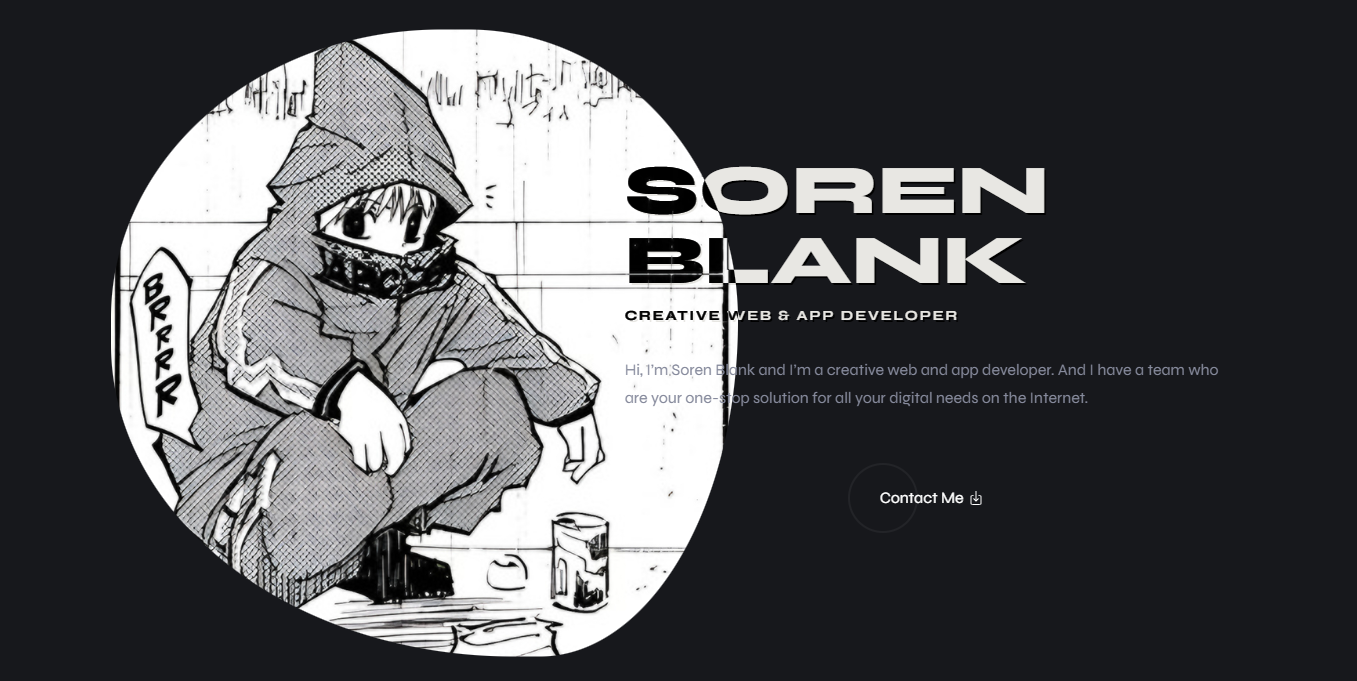 BRRRR
SOREN
BLANK
CREATIVE WEB & APP DEVELOPER
Hi, I'm Soren Blank and I'm a creative web and app developer. And I have a team who
are your one-stop solution for all your digital needs on the Internet.
Contact Me